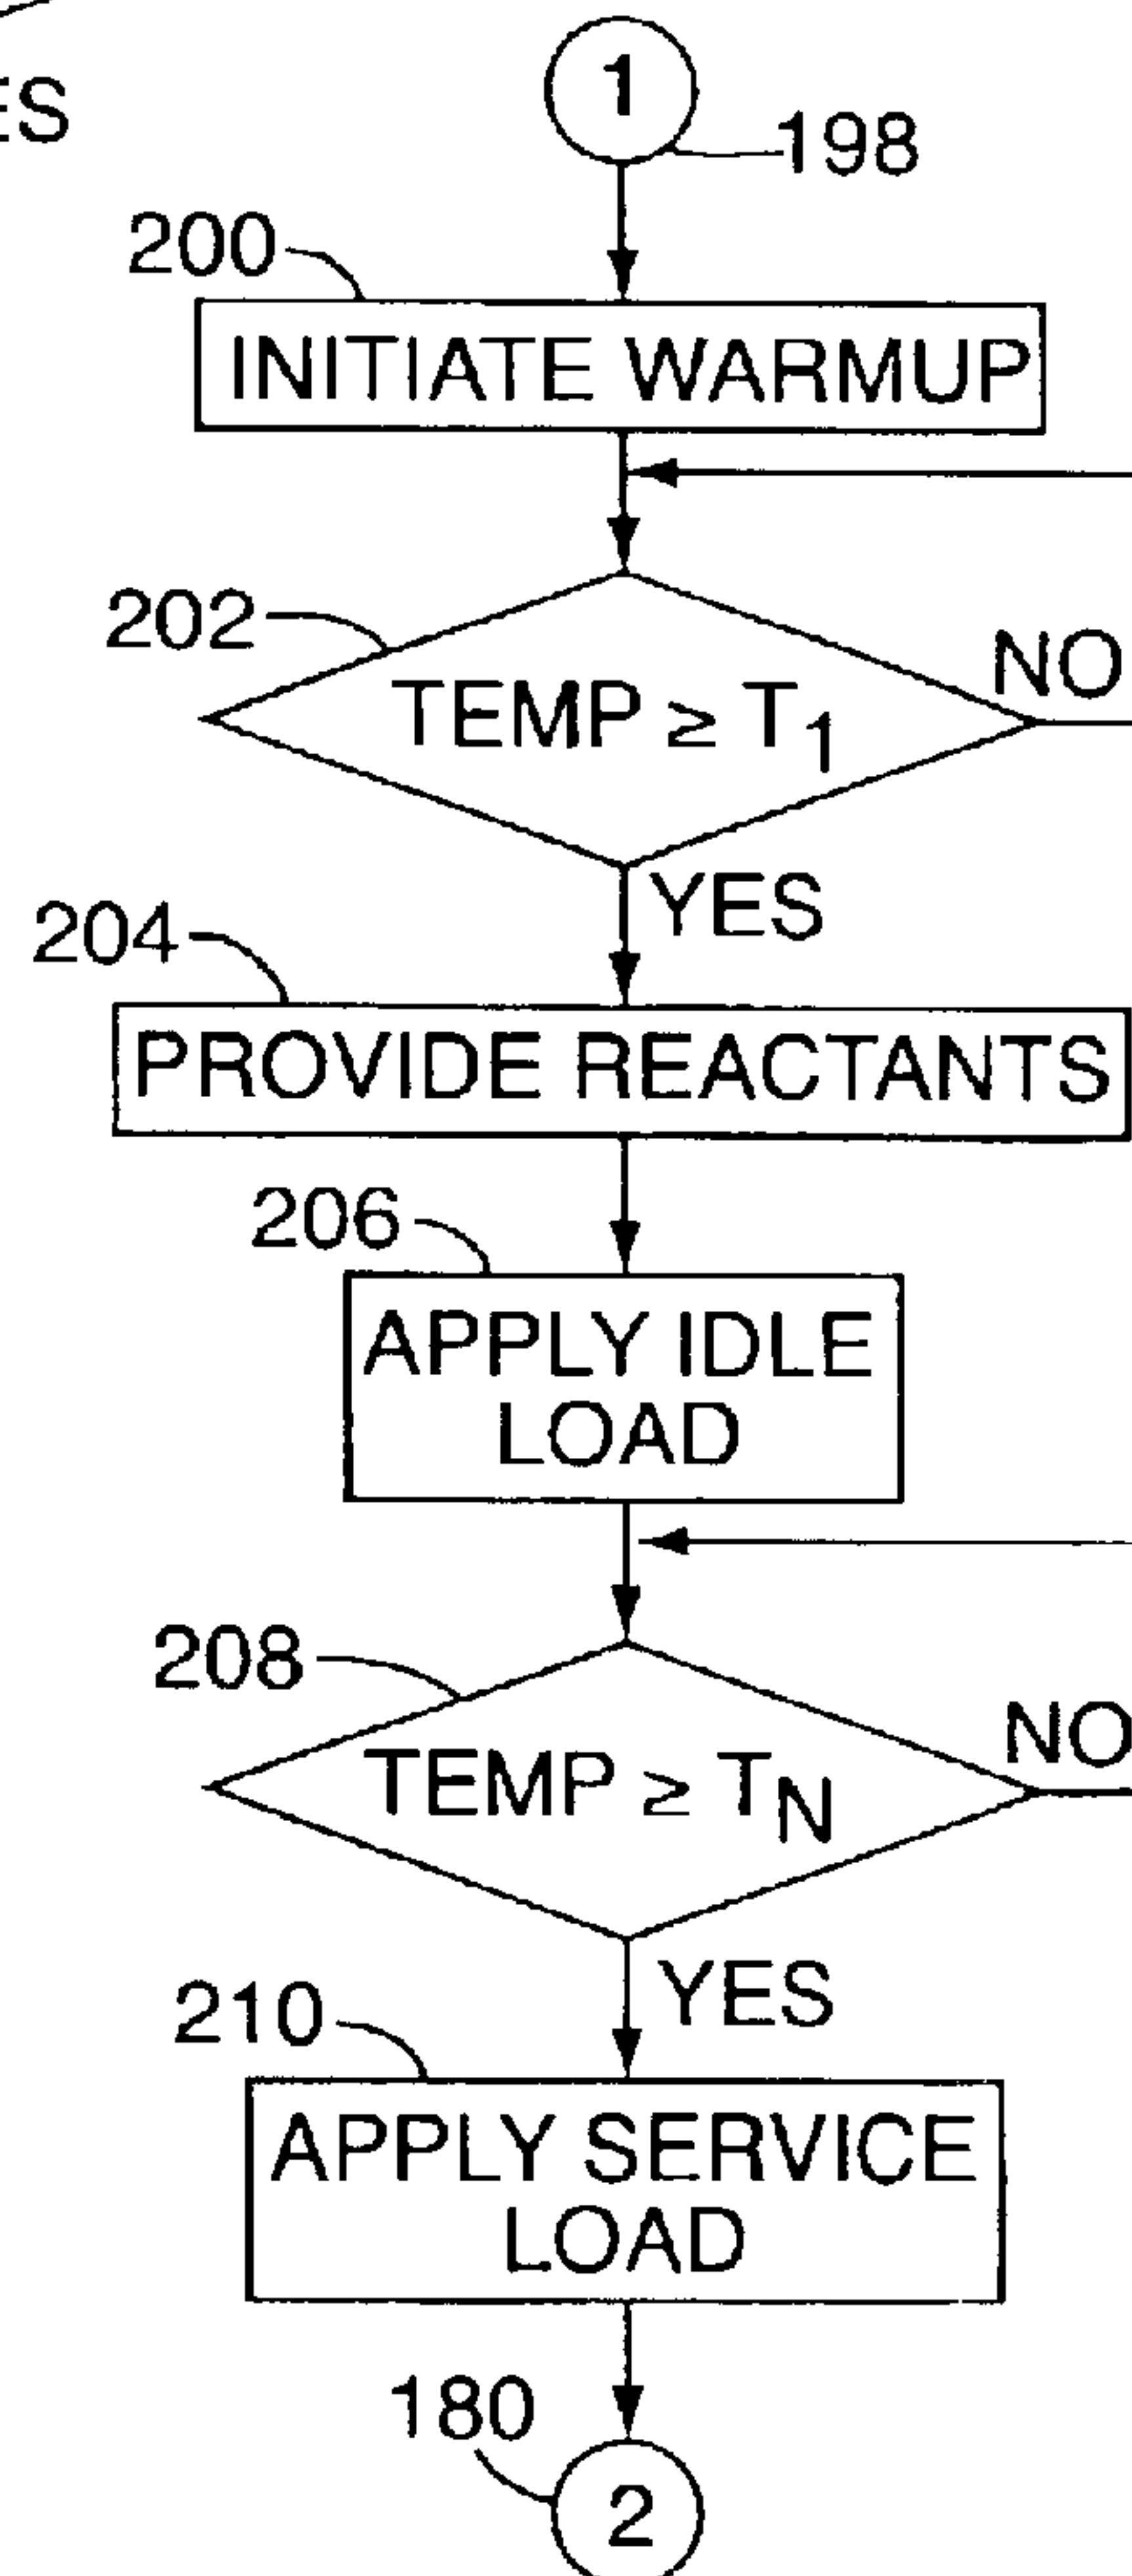 ES
1
198
200
INITIATE WARMUP
202
TEMP ≥ T1
NO
YES
204
PROVIDE REACTANTS
206
APPLY IDLE
LOAD
208
TEMP ≥ TN
NO
YES
210
APPLY SERVICE
LOAD
180
2